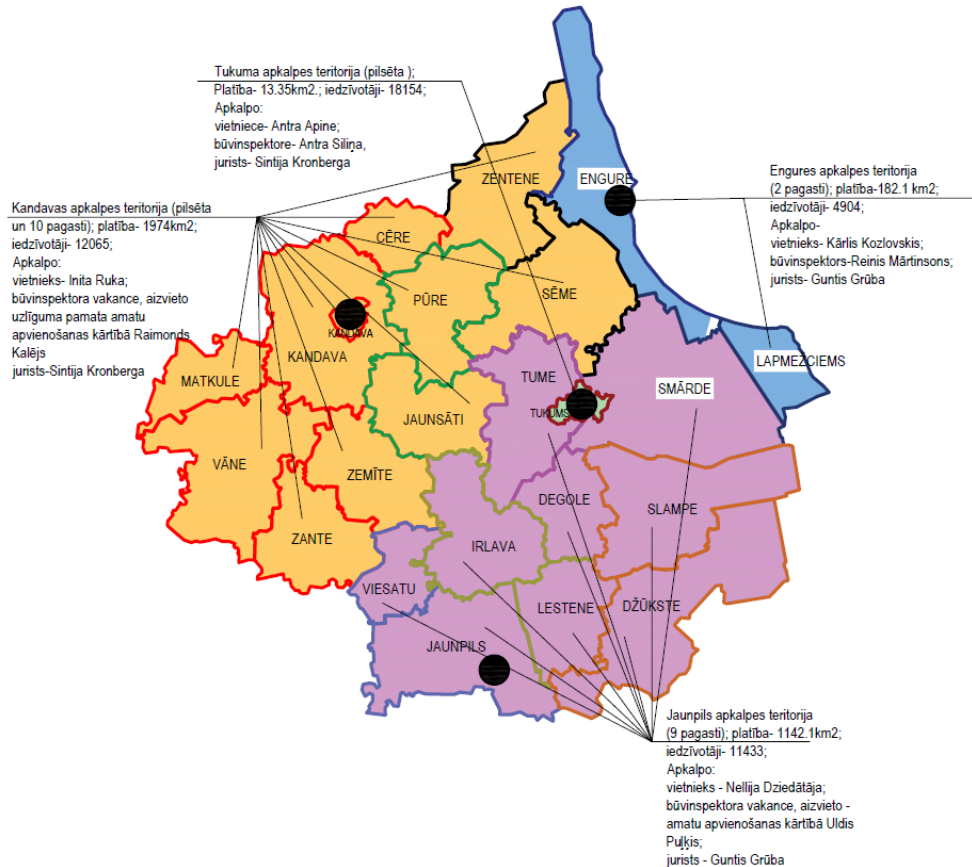 Tukuma apkalpes teritorija (pilsēta );
Platība- 13.35km2.; iedzīvotāji- 18154;
Apkalpo:
vietniece- Antra Apine;
būvinspektore- Antra Siliņa,
jurists- Sintija Kronberga
Engures apkalpes teritorija
(2 pagasti); platība-182.1 km2;
iedzīvotāji- 4904;
Apkalpo-
vietnieks- Kārlis Kozlovskis;
būvinspektors-Reinis Mārtinsons;
jurists- Guntis Grūba
Kandavas apkalpes teritorija (pilsēta
un 10 pagasti); platība- 1974km2;
iedzīvotāji- 12065;
Apkalpo:
vietnieks- Inita Ruka;
būvinspektora vakance, aizvieto
uzlīguma pamata amatu
apvienošanas kārtībā Raimonds
Kalējs
jurists-Sintija Kronberga
ZENTENE
ENGURE
CĒRE
PŪRE
SĒME
KANDAVA
KANDAVA
MATKULE
TUME
LAPMEŽCIEMS
SMĀRDE
JAUNSĀTI
TUKUMS
VĀNE
ZEMĪTE
DEGOLE
SLAMPE
ZANTE
IRLAVA
VIESATU
LESTENE
DŽŪKSTE
JAUNPILS
Jaunpils apkalpes teritorija
(9 pagasti); platība- 1142.1km2;
iedzīvotāji- 11433;
Apkalpo:
vietnieks - Nellija Dziedātāja;
būvinspektora vakance, aizvieto -
amatu apvienošanas kārtībā Uldis
Puļķis;
jurists - Guntis Grūba